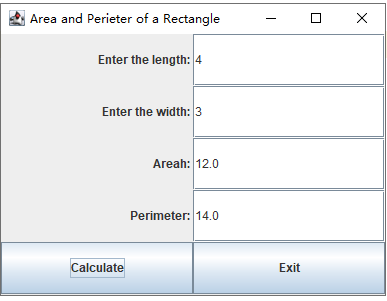 Area and Perieter of a Rectangle
Enter the length: 4
Enter the width: 3
Areah: 12.0
Perimeter: 14.0
Calculate Exit